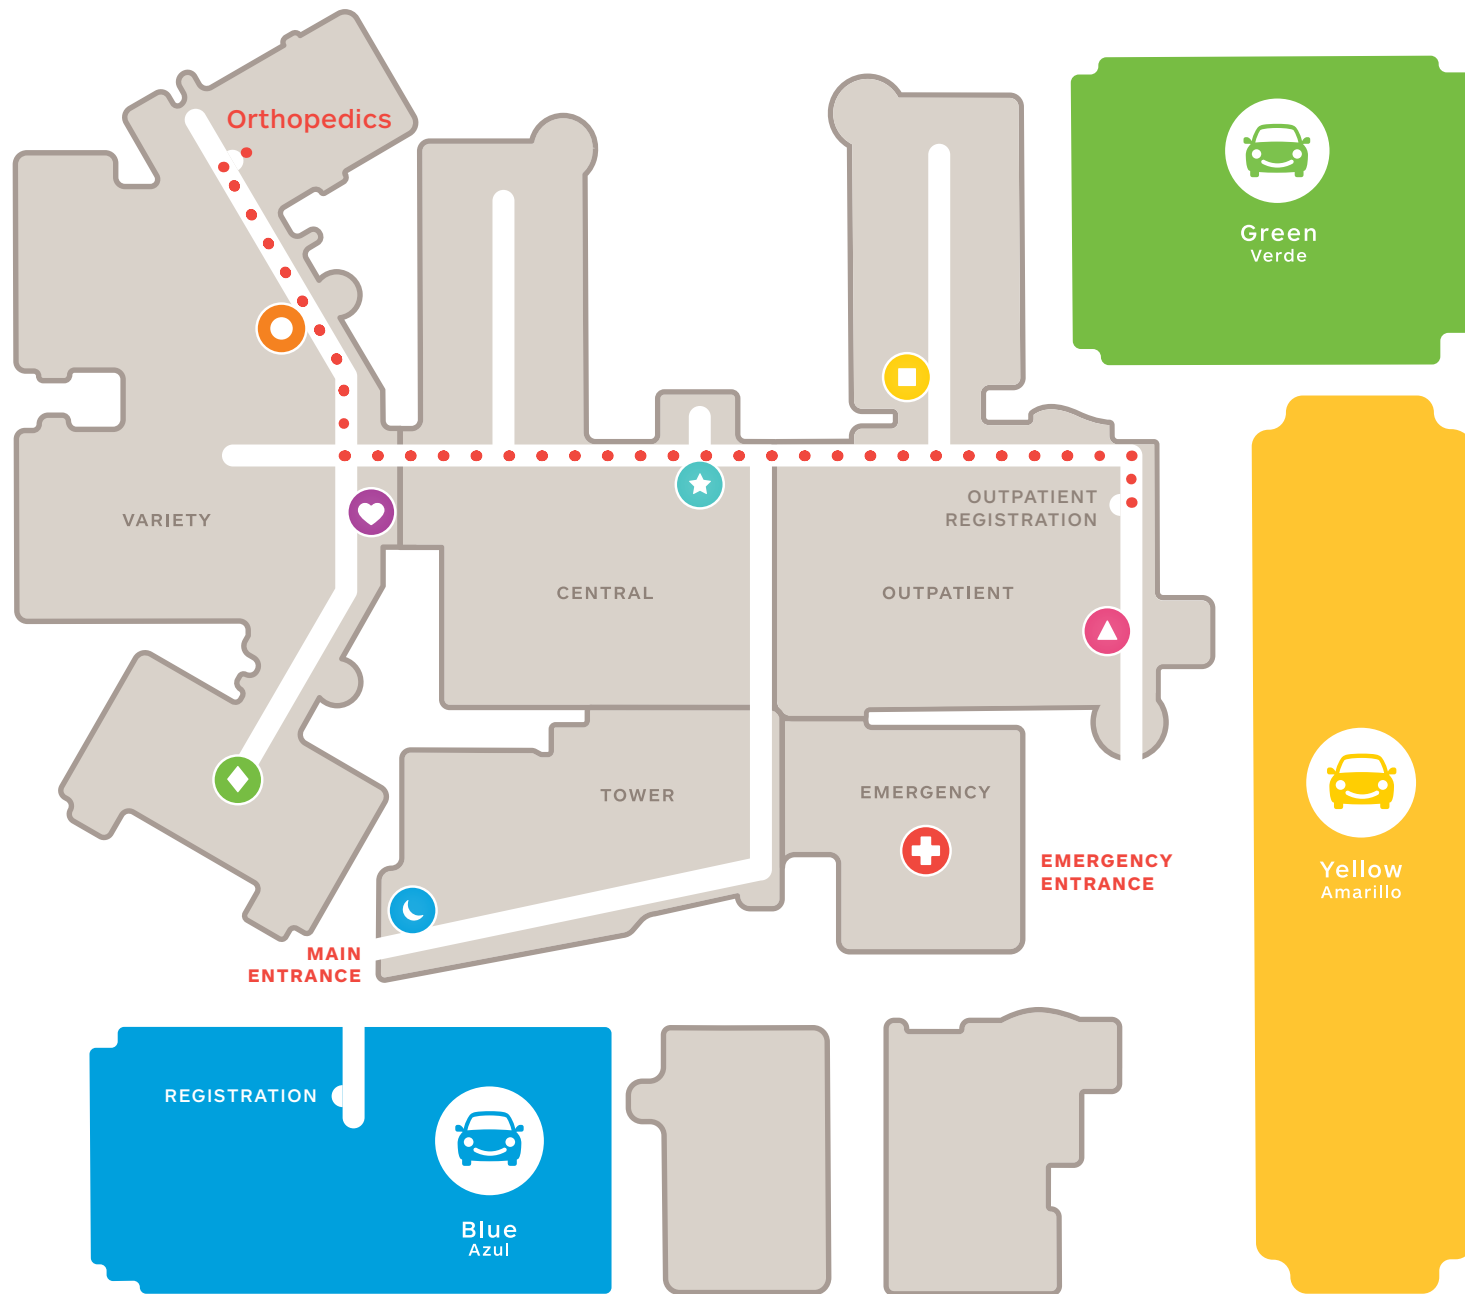 Orthopedics
Green
Verde
OUTPATIENT
REGISTRATION
VARIETY
CENTRAL
OUTPATIENT
TOWER
EMERGENCY
EMERGENCY
ENTRANCE
Yellow
Amarillo
MAIN
ENTRANCE
REGISTRATION
Blue
Azul